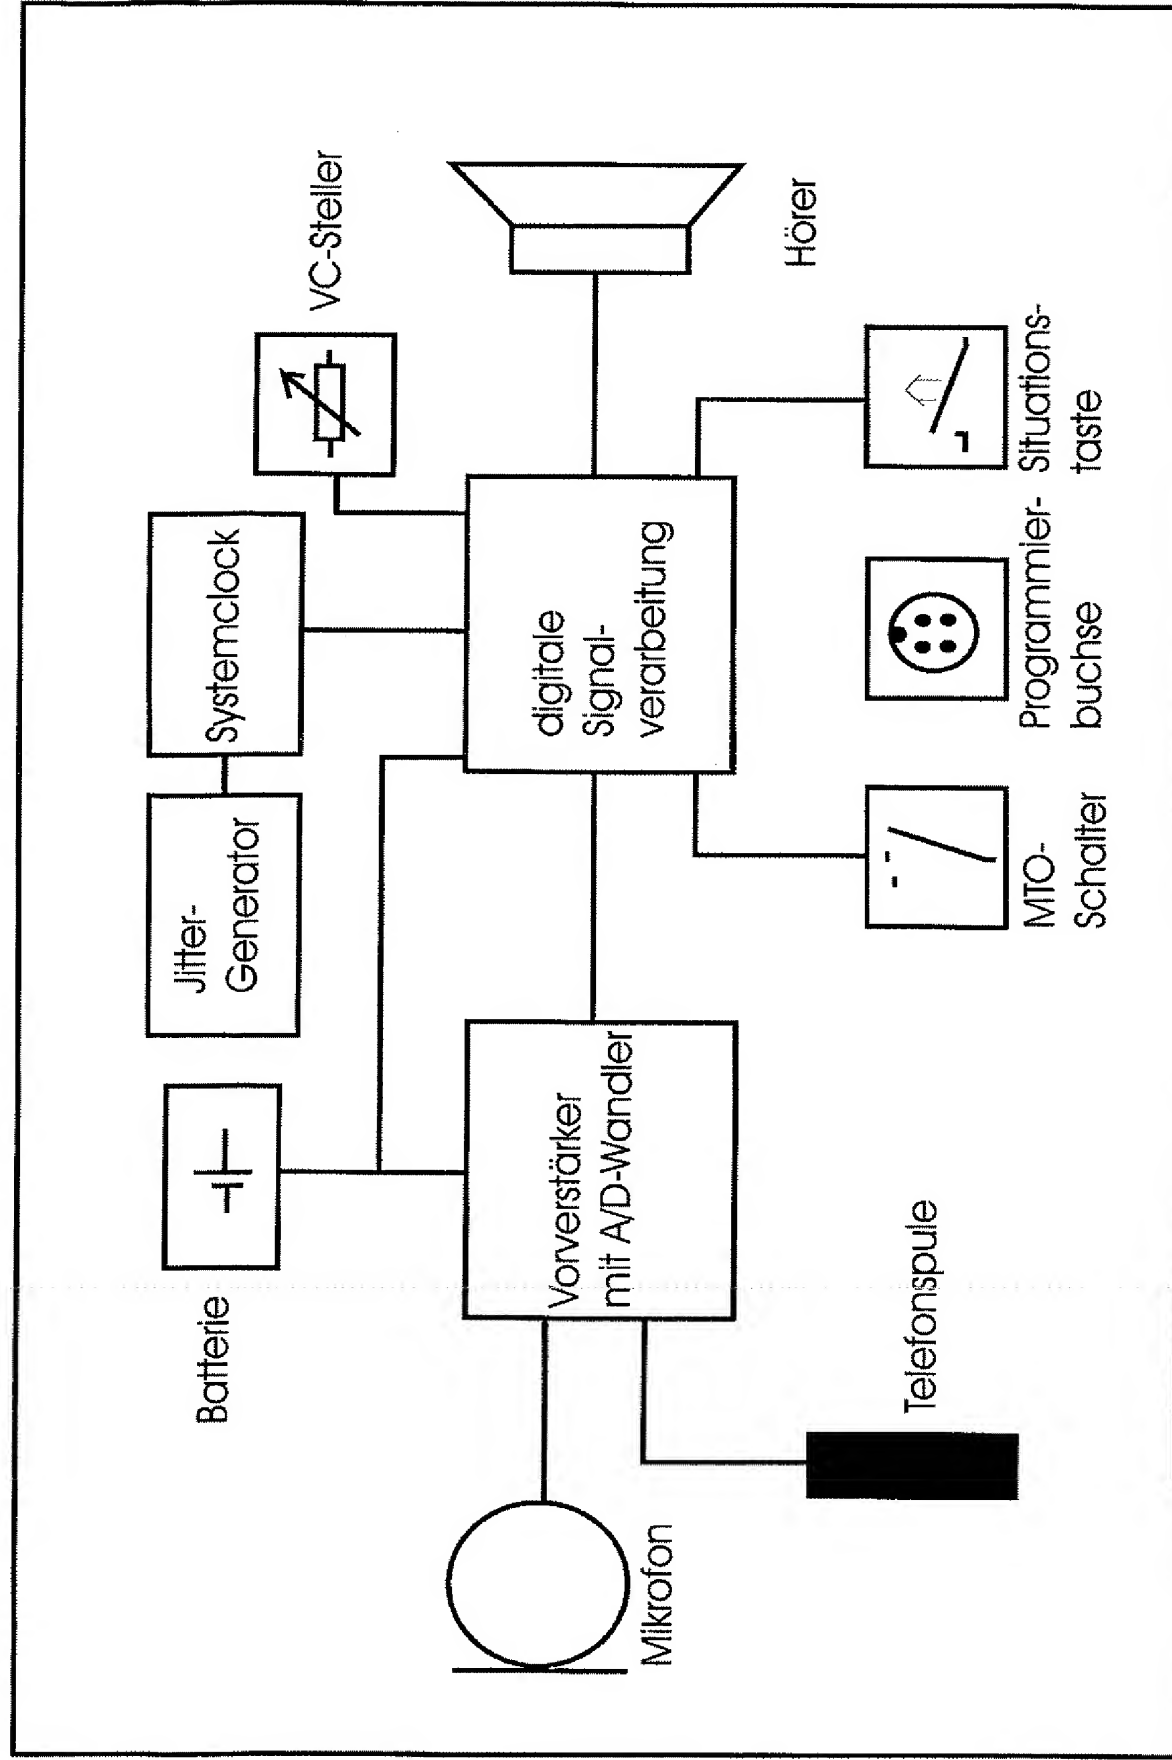 Batterie
Jitter-
Generator
Systemclock
VC-Steller
Mikrofon
Vorverstärker
mit A/D-Wandler
digitale
Signal-
verarbeitung
Hörer
Telefonspule
MTO-
Schalter
Programmier-
buchse
Situations-
taste